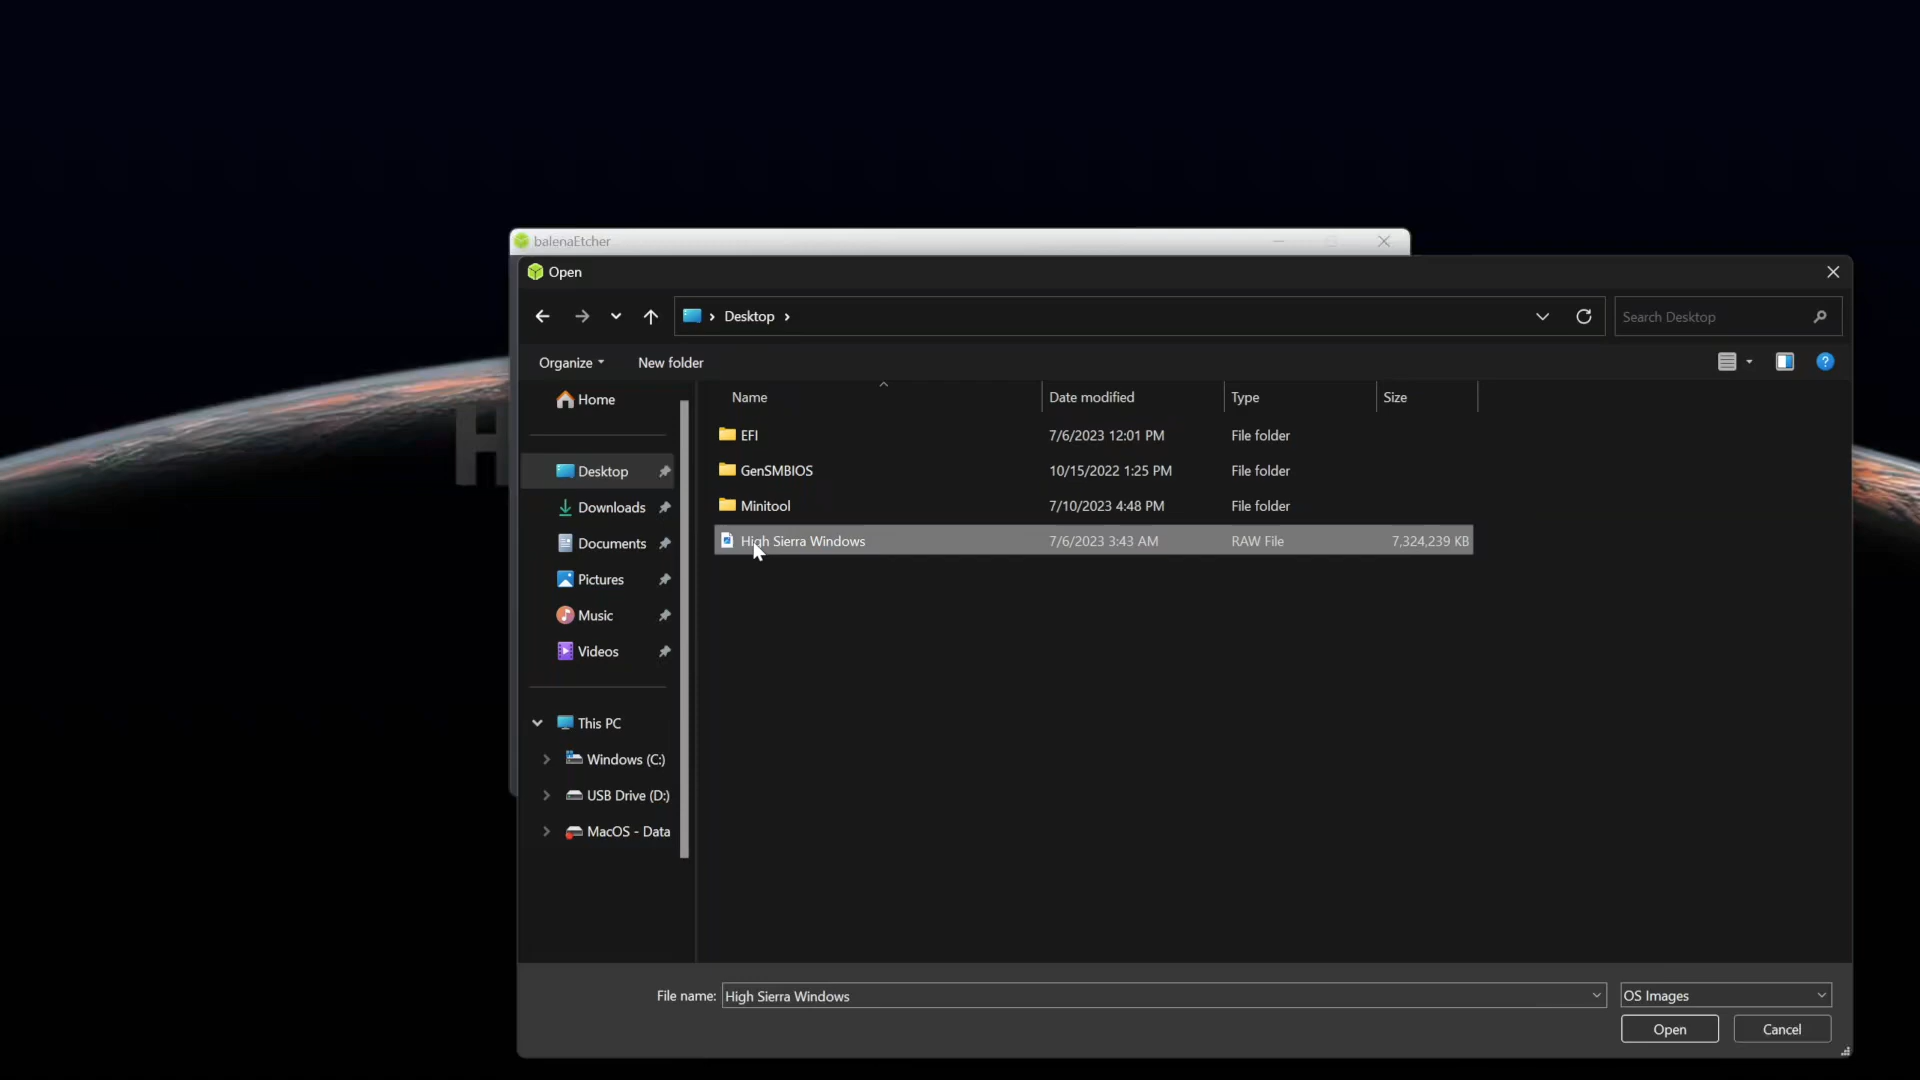 balenaEtcher
Open
Desktop
Search Desktop
Organize
New folder
Name
Date modified
Type
Size
Home
EFI
7/6/2023 12:01 PM
File folder
Desktop
GenSMBIOS
10/15/2022 1:25 PM
File folder
Downloads
Minitool
7/10/2023 4:48 PM
File folder
Documents
High Sierra Windows
7/6/2023 3:43 AM
RAW File
7,324,239 KB
Pictures
Music
Videos
This PC
Windows (C:)
USB Drive (D:)
MacOS - Data
File name:
High Sierra Windows
OS Images
Open
Cancel